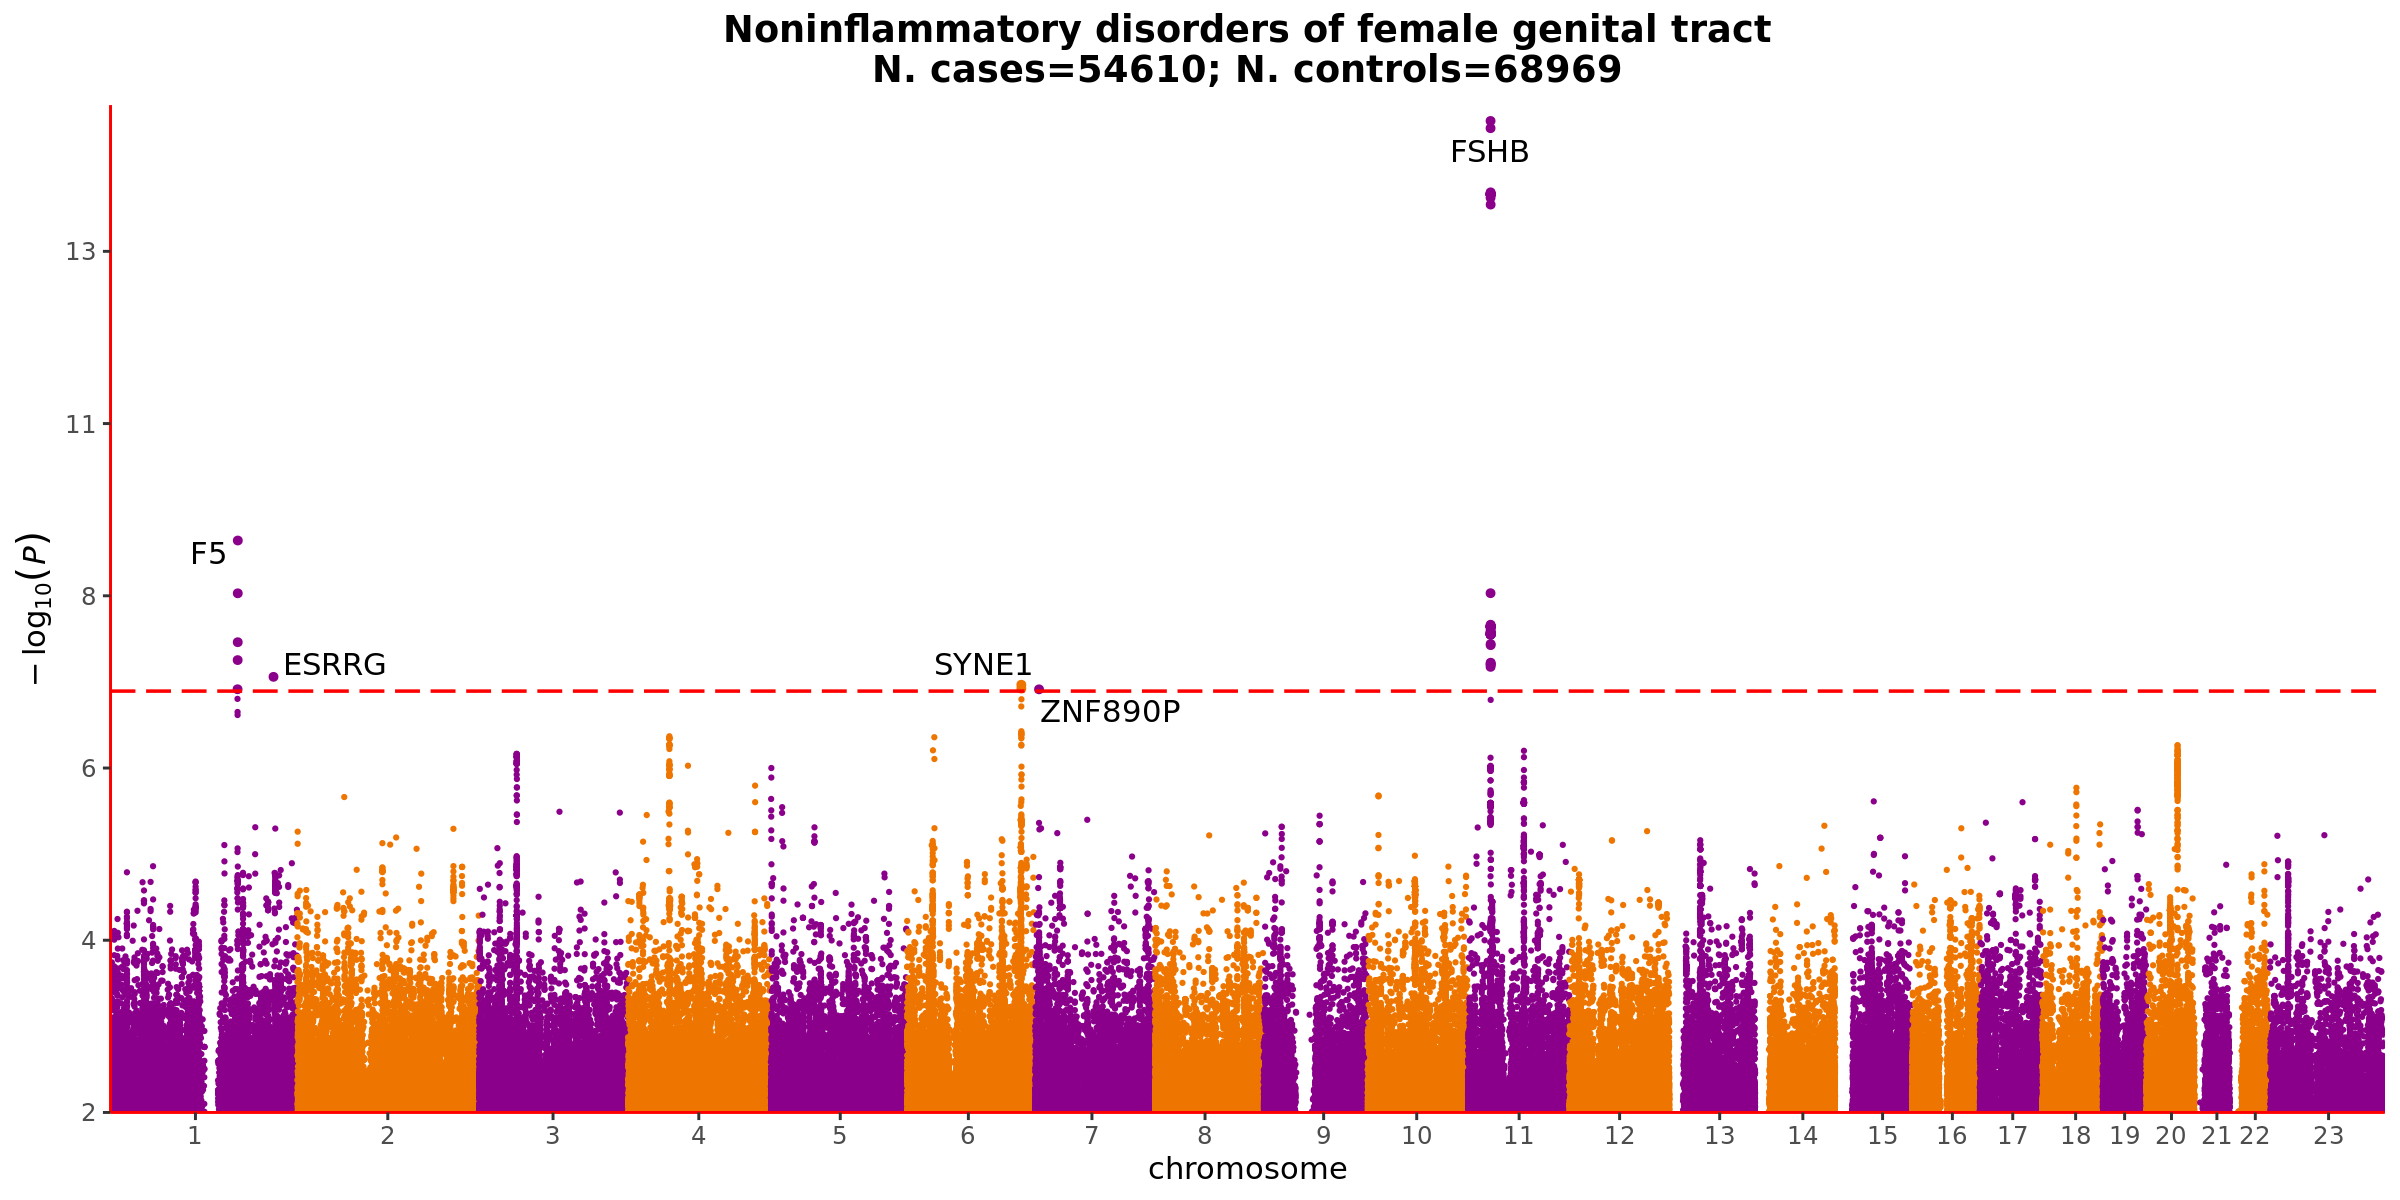 Noninflammatory disorders of female genital tract
N. cases=54610; N. controls=68969
FSHB
13
11
F5
8
ESRRG
SYNE1
ZNF890P
6
4
2
−log10(P)
1 2 3 4 5 6 7 8 9 10 11 12 13 14 15 16 17 18 19 20 21 22 23
chromosome